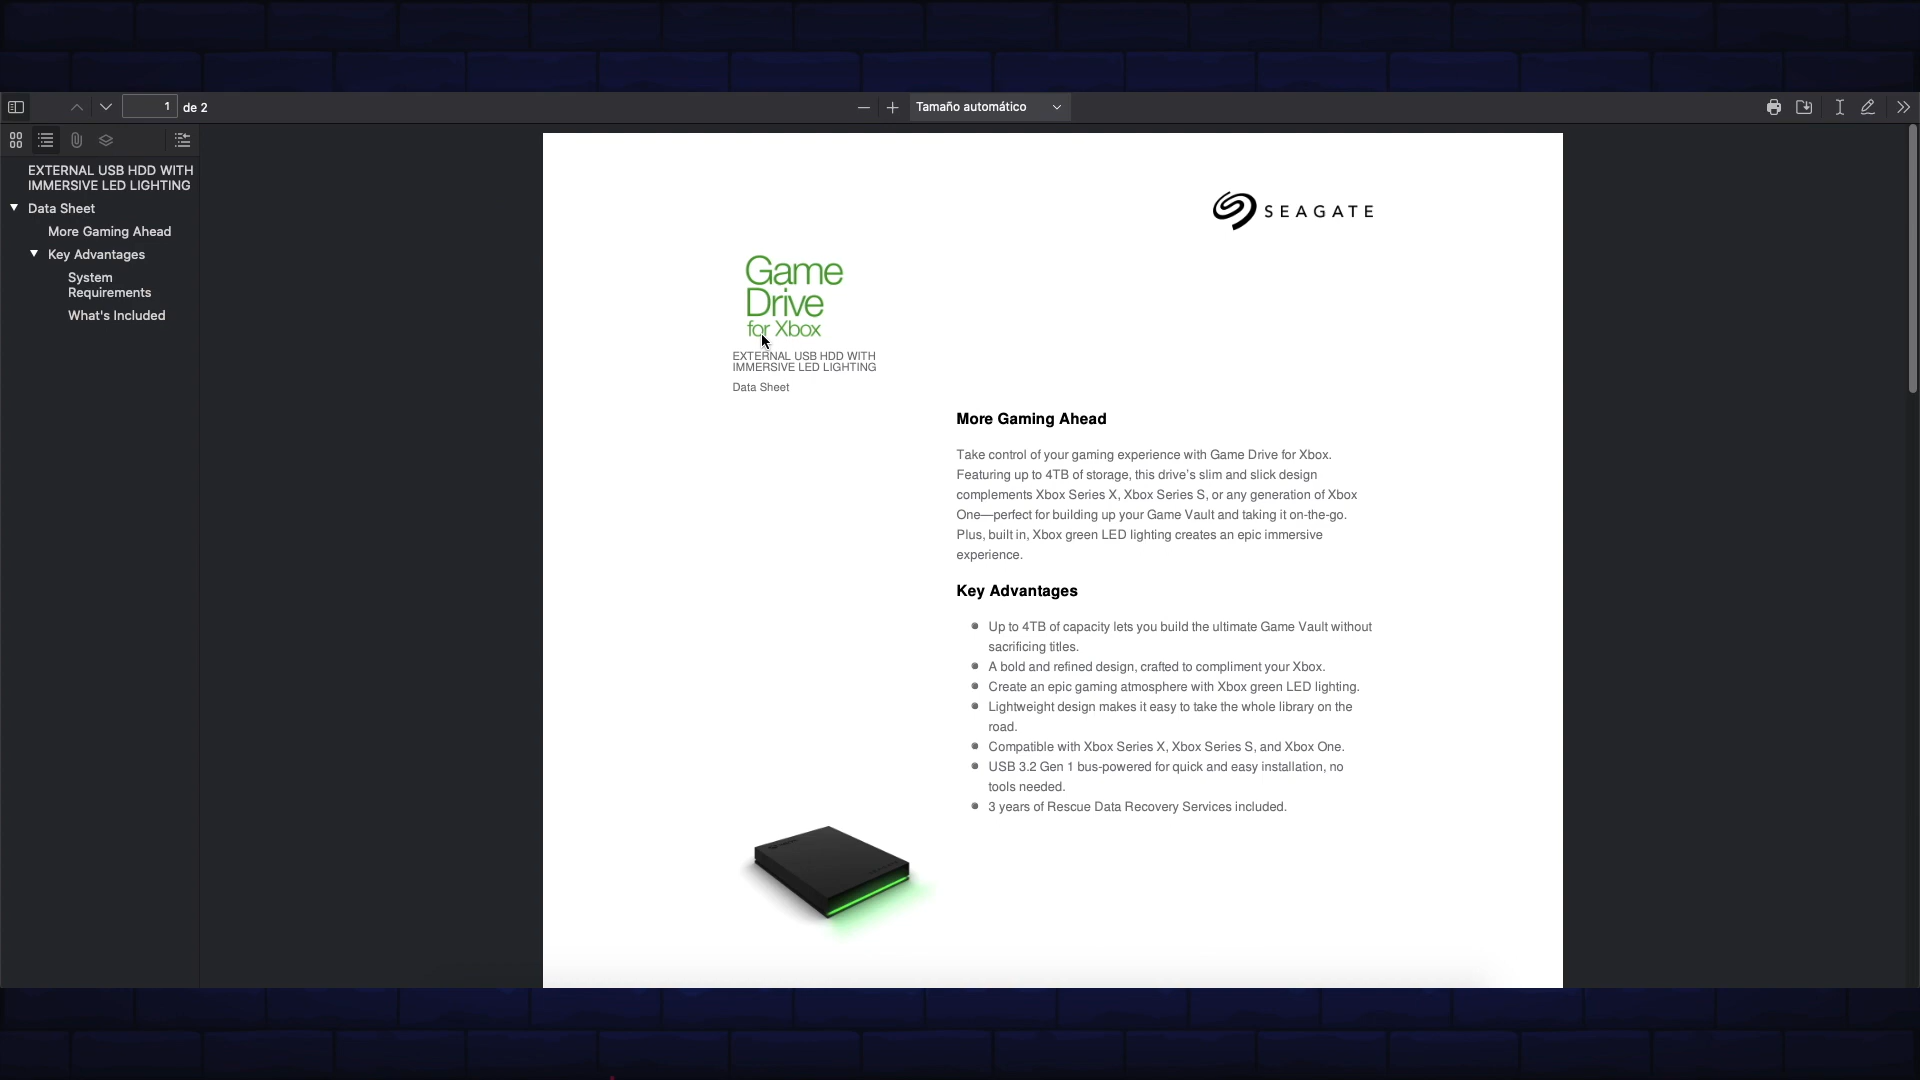 1 de 2
Tamaño automático
EXTERNAL USB HDD WITH
IMMERSIVE LED LIGHTING
Data Sheet
More Gaming Ahead
Key Advantages
System
Requirements
What's Included
SEAGATE
Game
Drive
for Xbox
EXTERNAL USB HDD WITH
IMMERSIVE LED LIGHTING
Data Sheet
More Gaming Ahead
Take control of your gaming experience with Game Drive for Xbox.
Featuring up to 4TB of storage, this drive's slim and slick design
complements Xbox Series X, Xbox Series S, or any generation of Xbox
One—perfect for building up your Game Vault and taking it on-the-go.
Plus, built in, Xbox green LED lighting creates an epic immersive
experience.
Key Advantages
Up to 4TB of capacity lets you build the ultimate Game Vault without
sacrificing titles.
A bold and refined design, crafted to compliment your Xbox.
Create an epic gaming atmosphere with Xbox green LED lighting.
Lightweight design makes it easy to take the whole library on the
road.
Compatible with Xbox Series X, Xbox Series S, and Xbox One.
USB 3.2 Gen 1 bus-powered for quick and easy installation, no
tools needed.
3 years of Rescue Data Recovery Services included.